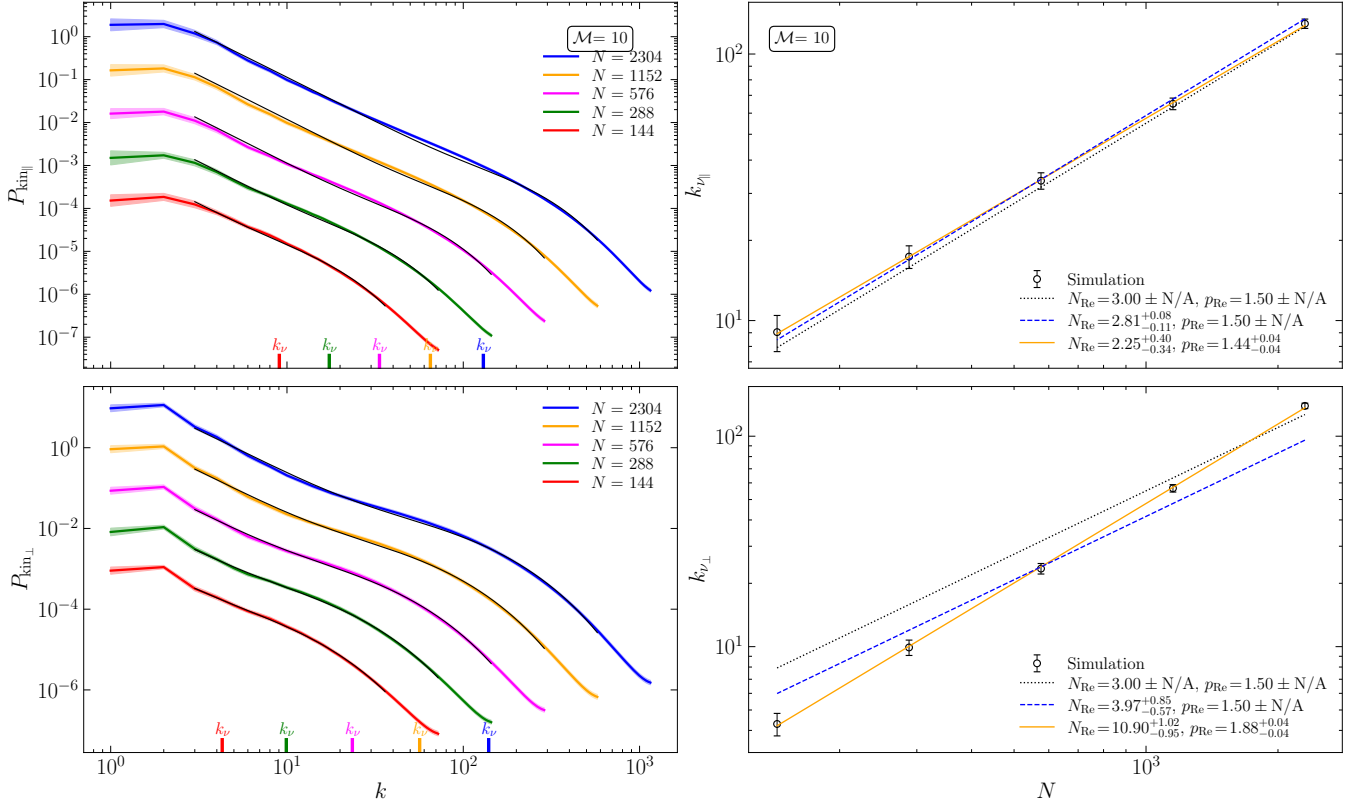 M = 10
N = 2304
N = 1152
N = 576
N = 288
N = 144
P_kin∥
10^0
10^-1
10^-2
10^-3
10^-4
10^-5
10^-6
10^-7
k_ν k_ν k_ν k_ν k_ν
M = 10
k_ν∥
10^2
10^1
Simulation
N_Re = 3.00 ± N/A, p_Re = 1.50 ± N/A
N_Re = 2.81^{+0.08}_{-0.11}, p_Re = 1.50 ± N/A
N_Re = 2.25^{+0.40}_{-0.34}, p_Re = 1.44^{+0.04}_{-0.04}
N = 2304
N = 1152
N = 576
N = 288
N = 144
P_kin⊥
10^0
10^-2
10^-4
10^-6
k_ν k_ν k_ν k_ν k_ν
10^0 10^1 10^2 10^3
k
k_ν⊥
10^2
10^1
Simulation
N_Re = 3.00 ± N/A, p_Re = 1.50 ± N/A
N_Re = 3.97^{+0.85}_{-0.57}, p_Re = 1.50 ± N/A
N_Re = 10.90^{+1.02}_{-0.95}, p_Re = 1.88^{+0.04}_{-0.04}
10^3
N